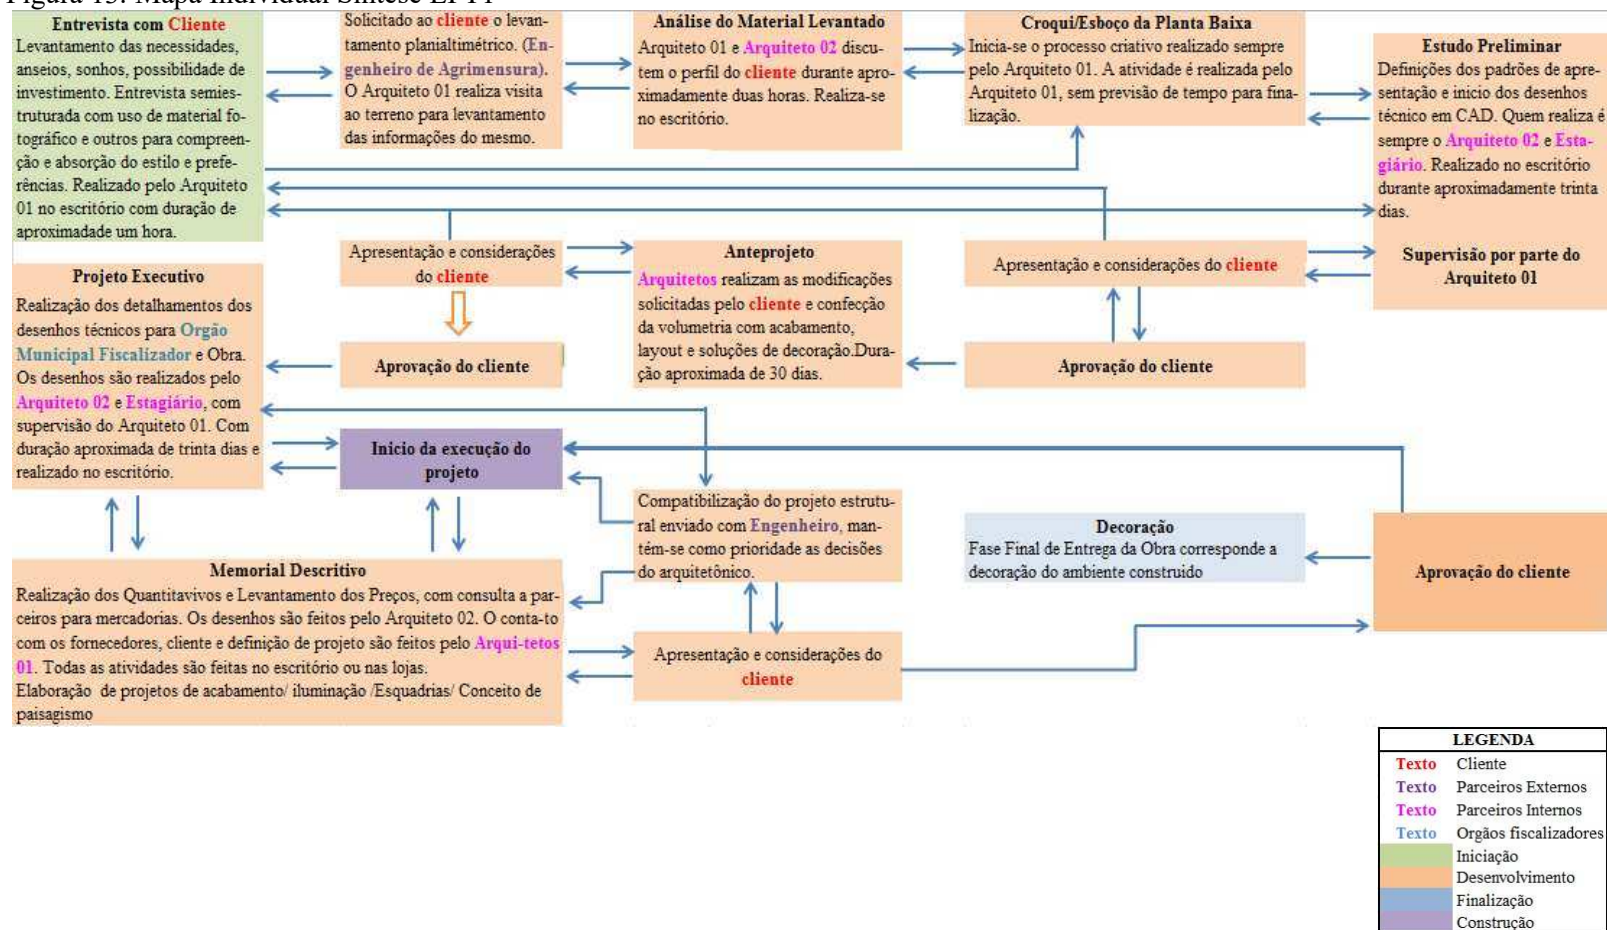 Entrevista com Cliente
Levantamento das necessidades,
anseios, sonhos, possibilidade de
investimento. Entrevista semies-
truturada com uso de material fo-
tográfico e outros para compreen-
ção e absorção do estilo e prefe-
rências. Realizado pelo Arquiteto
01 no escritório com duração de
aproximadade um hora.
Solicitado ao cliente o levan-
tamento planialtimétrico. (En-
genheiro de Agrimensura).
O Arquiteto 01 realiza visita
ao terreno para levantamento
das informações do mesmo.
Análise do Material Levantado
Arquiteto 01 e Arquiteto 02 discu-
tem o perfil do cliente durante apro-
ximadamente duas horas. Realiza-se
no escritório.
Croqui/Esboço da Planta Baixa
Inicia-se o processo criativo realizado sempre
pelo Arquiteto 01. A atividade é realizada pelo
Arquiteto 01, sem previsão de tempo para fina-
lização.
Estudo Preliminar
Definições dos padrões de apre-
sentação e inicio dos desenhos
técnico em CAD. Quem realiza é
sempre o Arquiteto 02 e Esta-
giário. Realizado no escritório
durante aproximadamente trinta
dias.
Supervisão por parte do
Arquiteto 01
Apresentação e considerações do cliente
Aprovação do cliente
Anteprojeto
Arquitetos realizam as modificações
solicitadas pelo cliente e confecção
da volumetria com acabamento,
layout e soluções de decoração.Dura-
ção aproximada de 30 dias.
Apresentação e considerações
do cliente
Aprovação do cliente
Projeto Executivo
Realização dos detalhamentos dos
desenhos técnicos para Orgão
Municipal Fiscalizador e Obra.
Os desenhos são realizados pelo
Arquiteto 02 e Estagiário, com
supervisão do Arquiteto 01. Com
duração aproximada de trinta dias e
realizado no escritório.
Inicio da execução do
projeto
Compatibilização do projeto estrutu-
ral enviado com Engenheiro, man-
tém-se como prioridade as decisões
do arquitetônico.
Decoração
Fase Final de Entrega da Obra corresponde a
decoração do ambiente construido
Aprovação do cliente
Memorial Descritivo
Realização dos Quantitavivos e Levantamento dos Preços, com consulta a par-
ceiros para mercadorias. Os desenhos são feitos pelo Arquiteto 02. O conta-to
com os fornecedores, cliente e definição de projeto são feitos pelo Arqui-tetos
01. Todas as atividades são feitas no escritório ou nas lojas.
Elaboração de projetos de acabamento/ iluminação /Esquadrias/ Conceito de
paisagismo
Apresentação e considerações do
cliente
LEGENDA
Texto Cliente
Texto Parceiros Externos
Texto Parceiros Internos
Texto Orgãos fiscalizadores
Iniciação
Desenvolvimento
Finalização
Construção